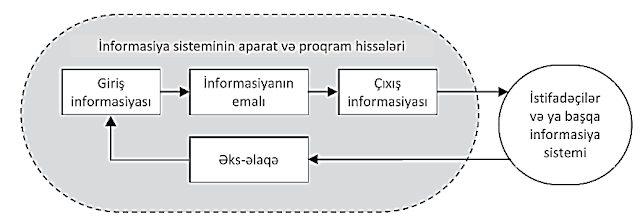 İnformasiya sisteminin aparat və proqram hissələri
Giriş
informasiyası
İnformasiyanın
emalı
Çıxış
informasiyası
Əks-əlaqə
İstifadəçilər
və ya başqa
informasiya
sistemi